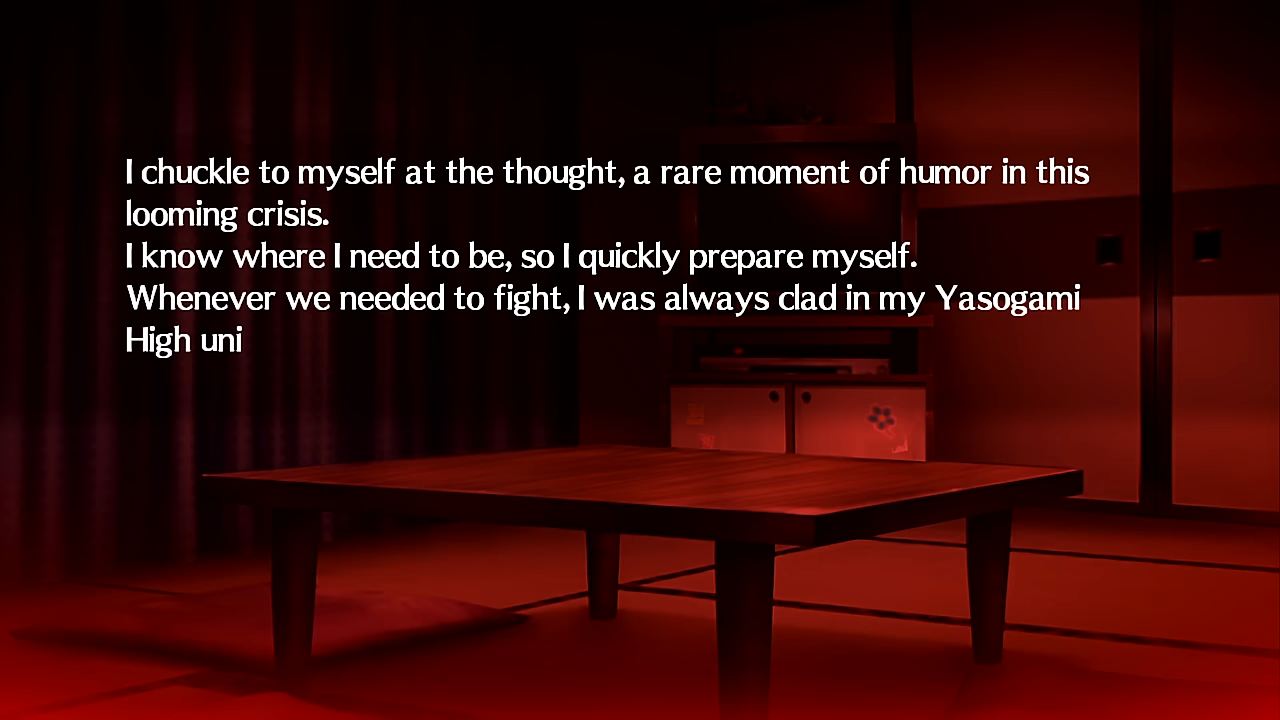 I chuckle to myself at the thought, a rare moment of humor in this
looming crisis.
I know where I need to be, so I quickly prepare myself.
Whenever we needed to fight, I was always clad in my Yasogami
High uni